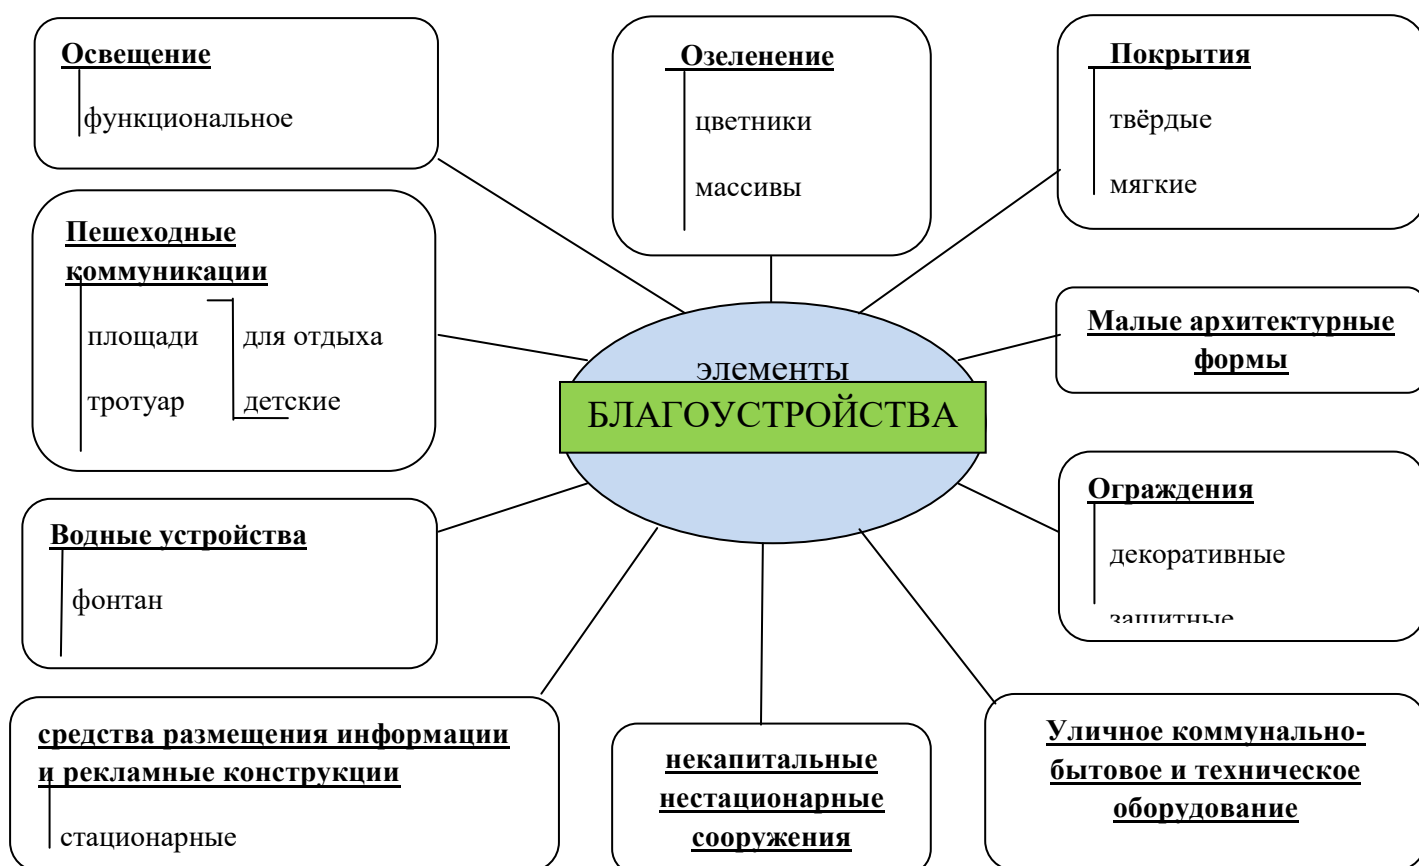 Освещение
функциональное
Озеленение
цветники
массивы
Покрытия
твёрдые
мягкие
Пешеходные
коммуникации
площади
для отдыха
тротуар
детские
элементы
БЛАГОУСТРОЙСТВА
Малые архитектурные
формы
Водные устройства
фонтан
Ограждения
декоративные
защитные
средства размещения информации
и рекламные конструкции
стационарные
некапитальные
нестационарные
сооружения
Уличное коммунально-
бытовое и техническое
оборудование